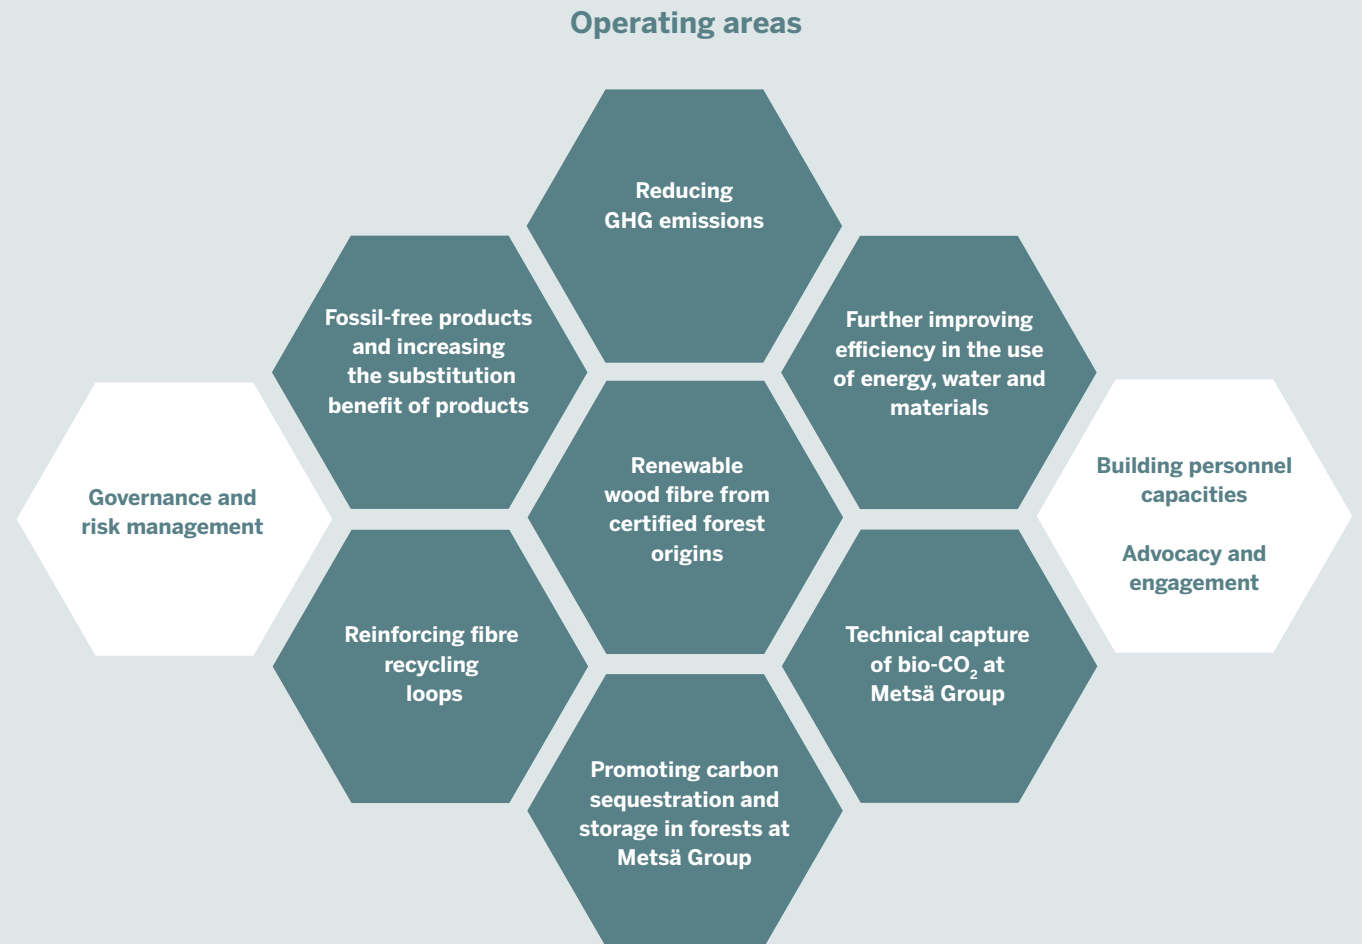 Operating areas
Reducing
GHG emissions
Fossil-free products
and increasing
the substitution
benefit of products
Further improving
efficiency in the use
of energy, water and
materials
Governance and
risk management
Renewable
wood fibre from
certified forest
origins
Building personnel
capacities
Advocacy and
engagement
Reinforcing fibre
recycling
loops
Technical capture
of bio-CO₂ at
Metsä Group
Promoting carbon
sequestration and
storage in forests at
Metsä Group